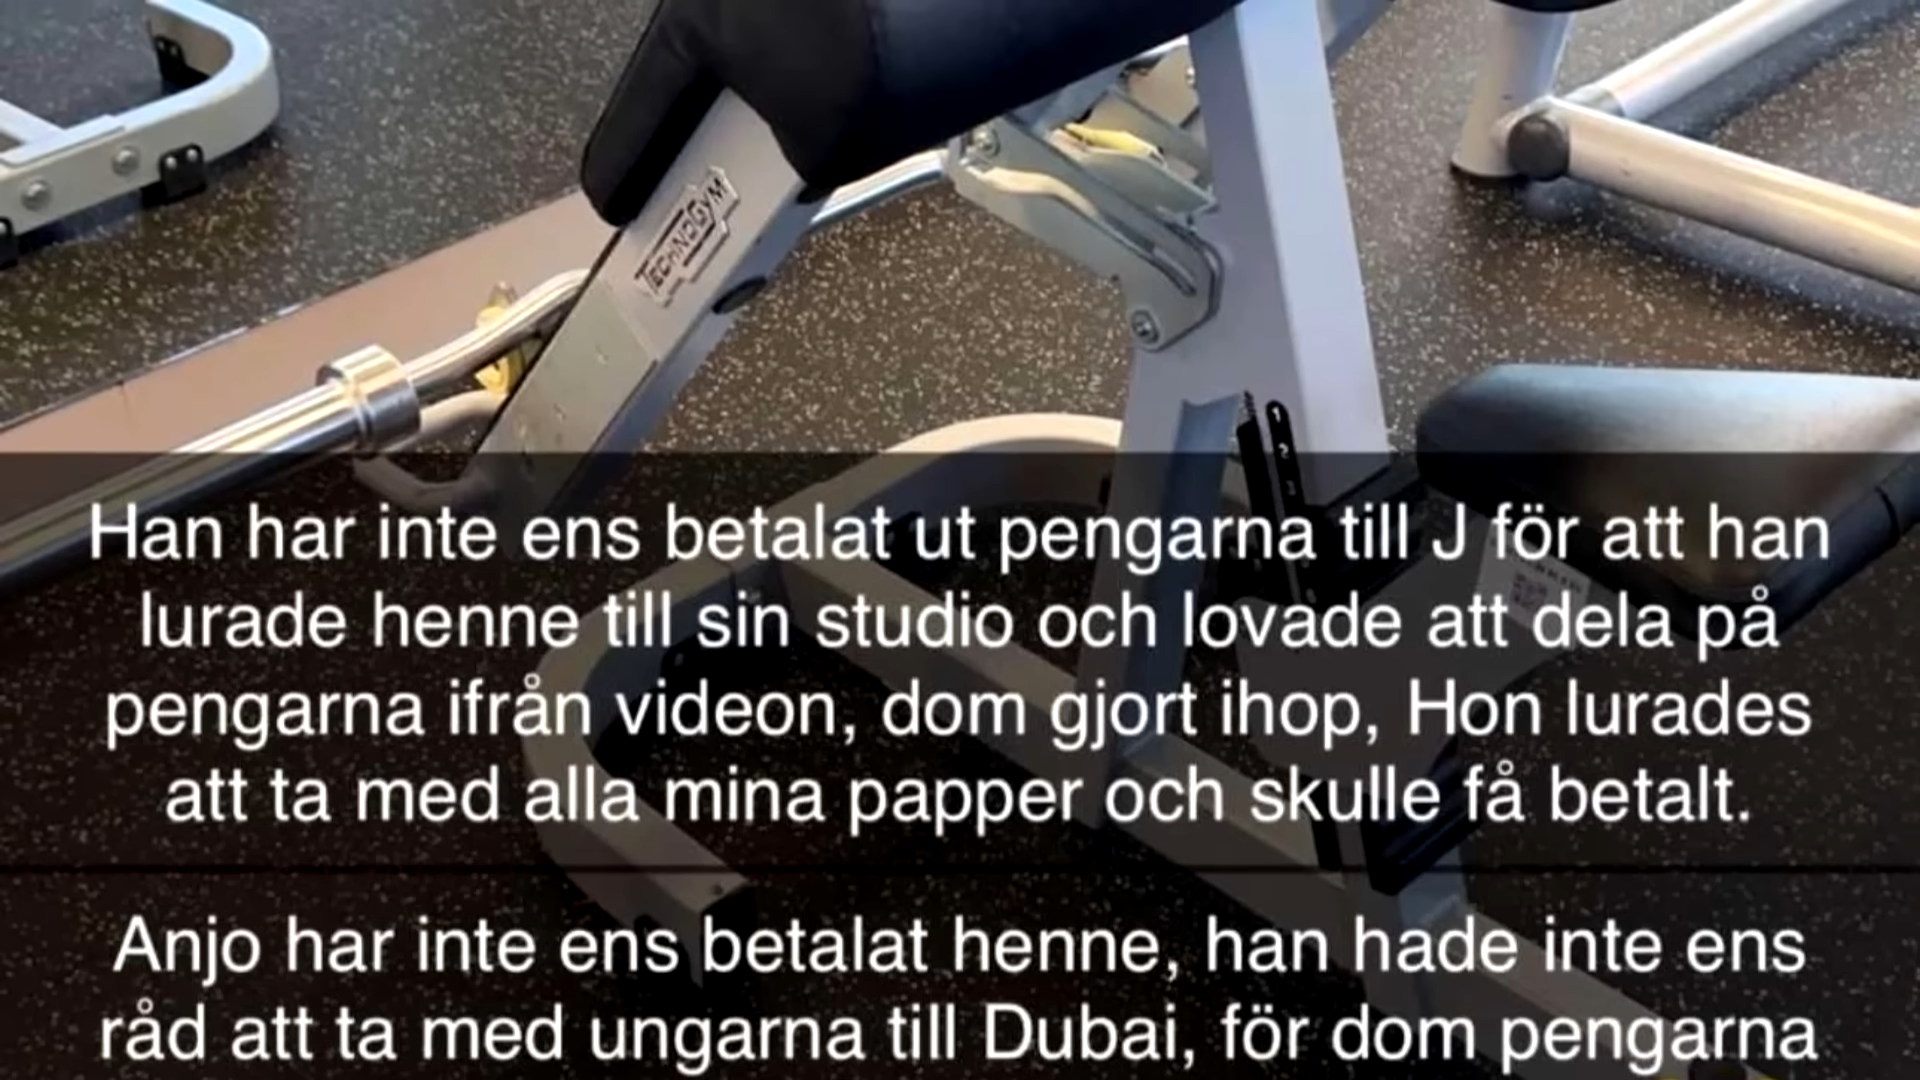 TECHNOGYM
Han har inte ens betalat ut pengarna till J för att han
lurade henne till sin studio och lovade att dela på
pengarna ifrån videon, dom gjort ihop, Hon lurades
att ta med alla mina papper och skulle få betalt.
Anjo har inte ens betalat henne, han hade inte ens
råd att ta med ungarna till Dubai, för dom pengarna